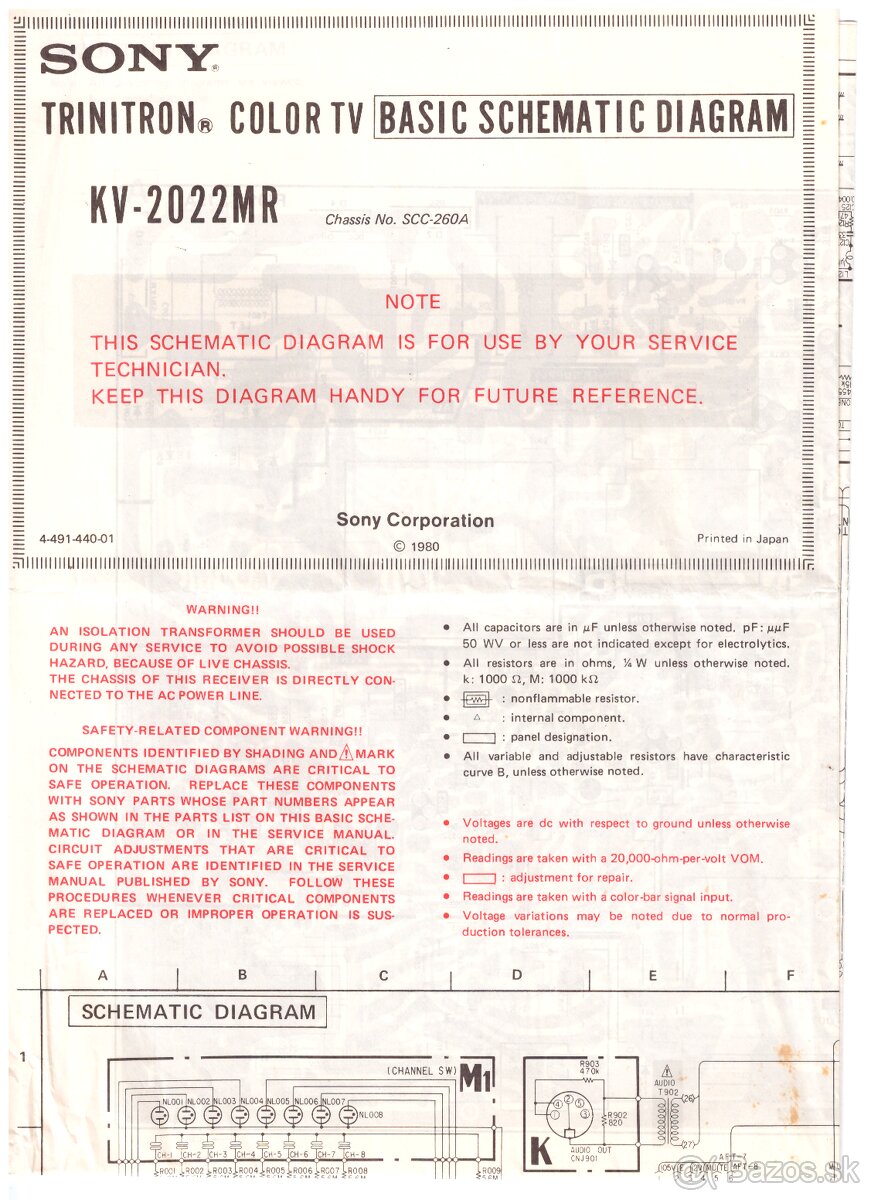 SONY®
TRINITRON® COLOR TV BASIC SCHEMATIC DIAGRAM
KV-2022MR
Chassis No. SCC-260A
NOTE
THIS SCHEMATIC DIAGRAM IS FOR USE BY YOUR SERVICE
TECHNICIAN.
KEEP THIS DIAGRAM HANDY FOR FUTURE REFERENCE.
Sony Corporation
4-491-440-01
© 1980
Printed in Japan
WARNING!!
AN ISOLATION TRANSFORMER SHOULD BE USED
DURING ANY SERVICE TO AVOID POSSIBLE SHOCK
HAZARD, BECAUSE OF LIVE CHASSIS.
THE CHASSIS OF THIS RECEIVER IS DIRECTLY CON-
NECTED TO THE AC POWER LINE.
SAFETY-RELATED COMPONENT WARNING!!
COMPONENTS IDENTIFIED BY SHADING AND ⚠ MARK
ON THE SCHEMATIC DIAGRAMS ARE CRITICAL TO
SAFE OPERATION. REPLACE THESE COMPONENTS
WITH SONY PARTS WHOSE PART NUMBERS APPEAR
AS SHOWN IN THE PARTS LIST ON THIS BASIC SCHE-
MATIC DIAGRAM OR IN THE SERVICE MANUAL.
CIRCUIT ADJUSTMENTS THAT ARE CRITICAL TO
SAFE OPERATION ARE IDENTIFIED IN THE SERVICE
MANUAL PUBLISHED BY SONY. FOLLOW THESE
PROCEDURES WHENEVER CRITICAL COMPONENTS
ARE REPLACED OR IMPROPER OPERATION IS SUS-
PECTED.
• All capacitors are in μF unless otherwise noted. pF: μμF
50 WV or less are not indicated except for electrolytics.
• All resistors are in ohms, ¼ W unless otherwise noted.
k: 1000 Ω, M: 1000 kΩ
• : nonflammable resistor.
• △ : internal component.
• : panel designation.
• All variable and adjustable resistors have characteristic
curve B, unless otherwise noted.
• Voltages are dc with respect to ground unless otherwise
noted.
• Readings are taken with a 20,000-ohm-per-volt VOM.
• : adjustment for repair.
• Readings are taken with a color-bar signal input.
• Voltage variations may be noted due to normal pro-
duction tolerances.
A B C D E F
SCHEMATIC DIAGRAM
1
(CHANNEL SW) M1
NL001 NL002 NL003 NL004 NL005 NL006 NL007
NL008
CH-1 CH-2 CH-3 CH-4 CH-5 CH-6 CH-7 CH-8
R001 R002 R003 R004 R005 R006 R007 R008 R009
R903
470k
4 2 5
1 3
R902
820
K
AUDIO OUT
CNJ901
AUDIO
T902
(26)
(27)
AFT-7
MUTE AFT-8
Bazos.sk